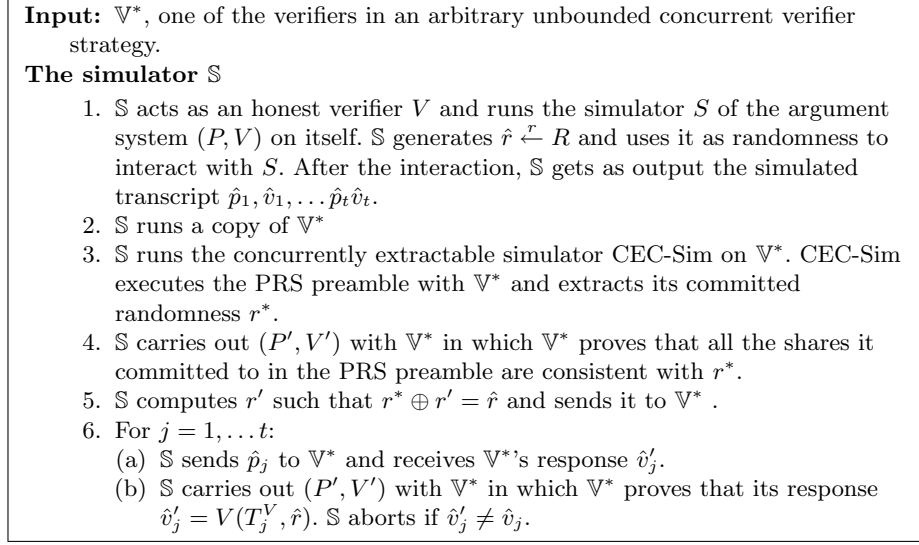 Input: 𝕍*, one of the verifiers in an arbitrary unbounded concurrent verifier
strategy.
The simulator 𝕊
1. 𝕊 acts as an honest verifier V and runs the simulator S of the argument
system (P, V) on itself. 𝕊 generates r̂ ←ʳ R and uses it as randomness to
interact with S. After the interaction, 𝕊 gets as output the simulated
transcript p̂₁, v̂₁, . . . p̂ₜv̂ₜ.
2. 𝕊 runs a copy of 𝕍*
3. 𝕊 runs the concurrently extractable simulator CEC-Sim on 𝕍*. CEC-Sim
executes the PRS preamble with 𝕍* and extracts its committed
randomness r*.
4. 𝕊 carries out (P′, V′) with 𝕍* in which 𝕍* proves that all the shares it
committed to in the PRS preamble are consistent with r*.
5. 𝕊 computes r′ such that r* ⊕ r′ = r̂ and sends it to 𝕍* .
6. For j = 1, . . . t:
(a) 𝕊 sends p̂ⱼ to 𝕍* and receives 𝕍*'s response v̂′ⱼ.
(b) 𝕊 carries out (P′, V′) with 𝕍* in which 𝕍* proves that its response
v̂′ⱼ = V(Tⱼⱽ, r̂). 𝕊 aborts if v̂′ⱼ ≠ v̂ⱼ.